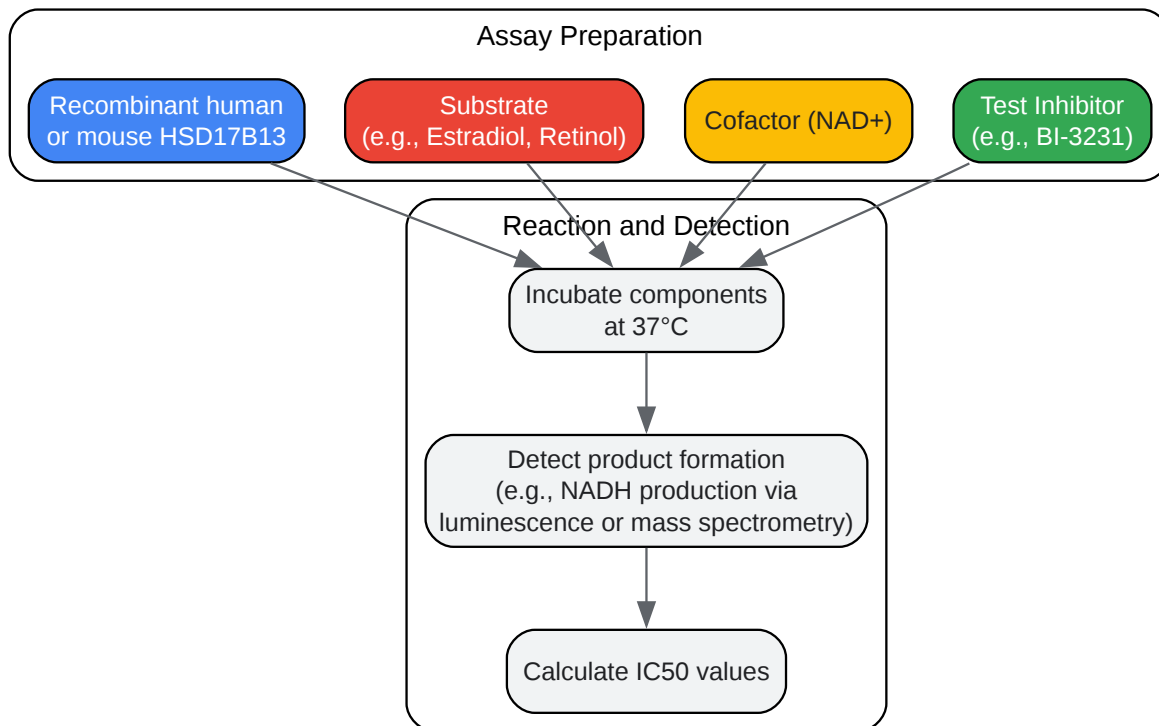 Assay Preparation
Recombinant human
or mouse HSD17B13
Substrate
(e.g., Estradiol, Retinol)
Cofactor (NAD+)
Test Inhibitor
(e.g., BI-3231)
Reaction and Detection
Incubate components
at 37°C
Detect product formation
(e.g., NADH production via
luminescence or mass spectrometry)
Calculate IC50 values